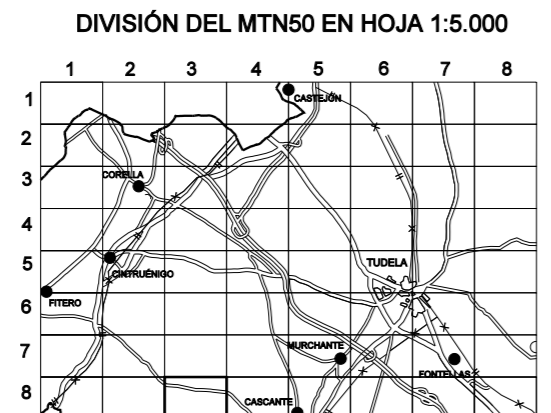 DIVISIÓN DEL MTN50 EN HOJA 1:5.000
1 2 3 4 5 6 7 8
1
CASTEJÓN
2
3
CORELLA
4
5
TUDELA
CINTRUÉNIGO
6
FITERO
7
MURCHANTE
FONTELLAS
8
CASCANTE